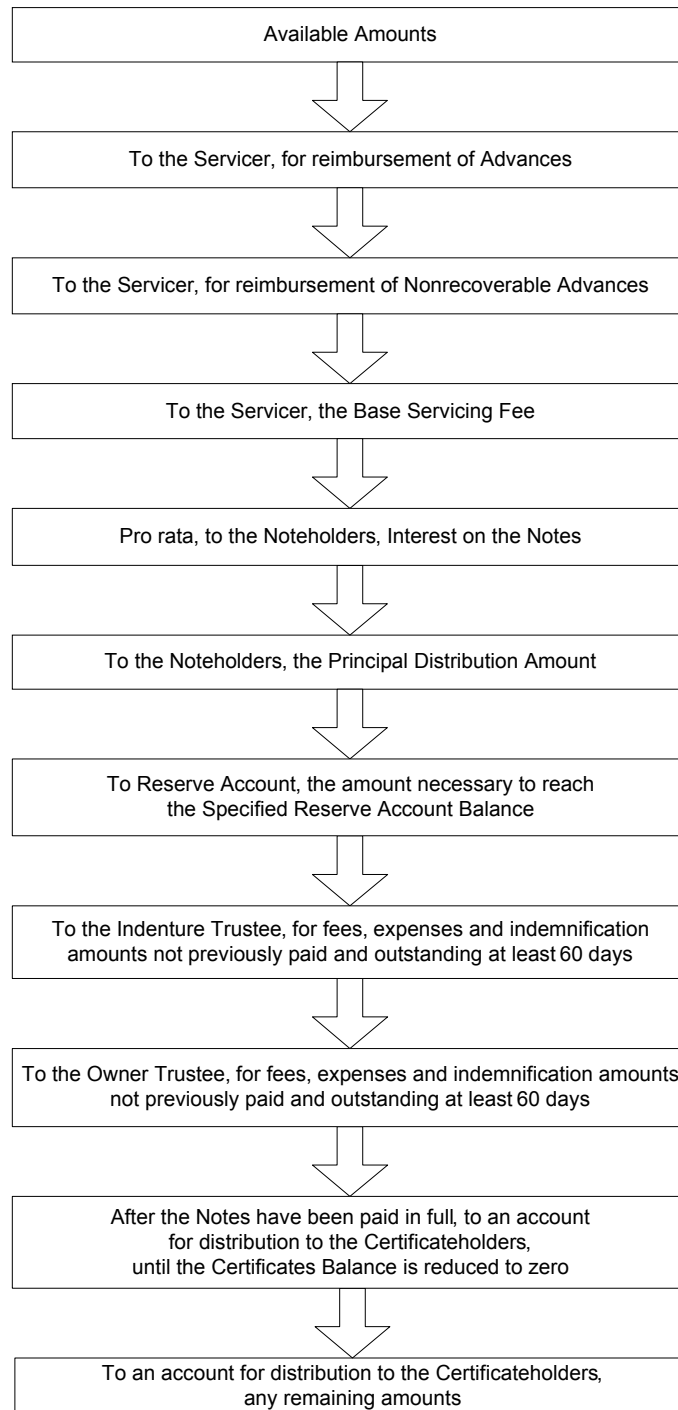 Available Amounts
To the Servicer, for reimbursement of Advances
To the Servicer, for reimbursement of Nonrecoverable Advances
To the Servicer, the Base Servicing Fee
Pro rata, to the Noteholders, Interest on the Notes
To the Noteholders, the Principal Distribution Amount
To Reserve Account, the amount necessary to reach
the Specified Reserve Account Balance
To the Indenture Trustee, for fees, expenses and indemnification
amounts not previously paid and outstanding at least 60 days
To the Owner Trustee, for fees, expenses and indemnification amounts
not previously paid and outstanding at least 60 days
After the Notes have been paid in full, to an account
for distribution to the Certificateholders,
until the Certificates Balance is reduced to zero
To an account for distribution to the Certificateholders,
any remaining amounts